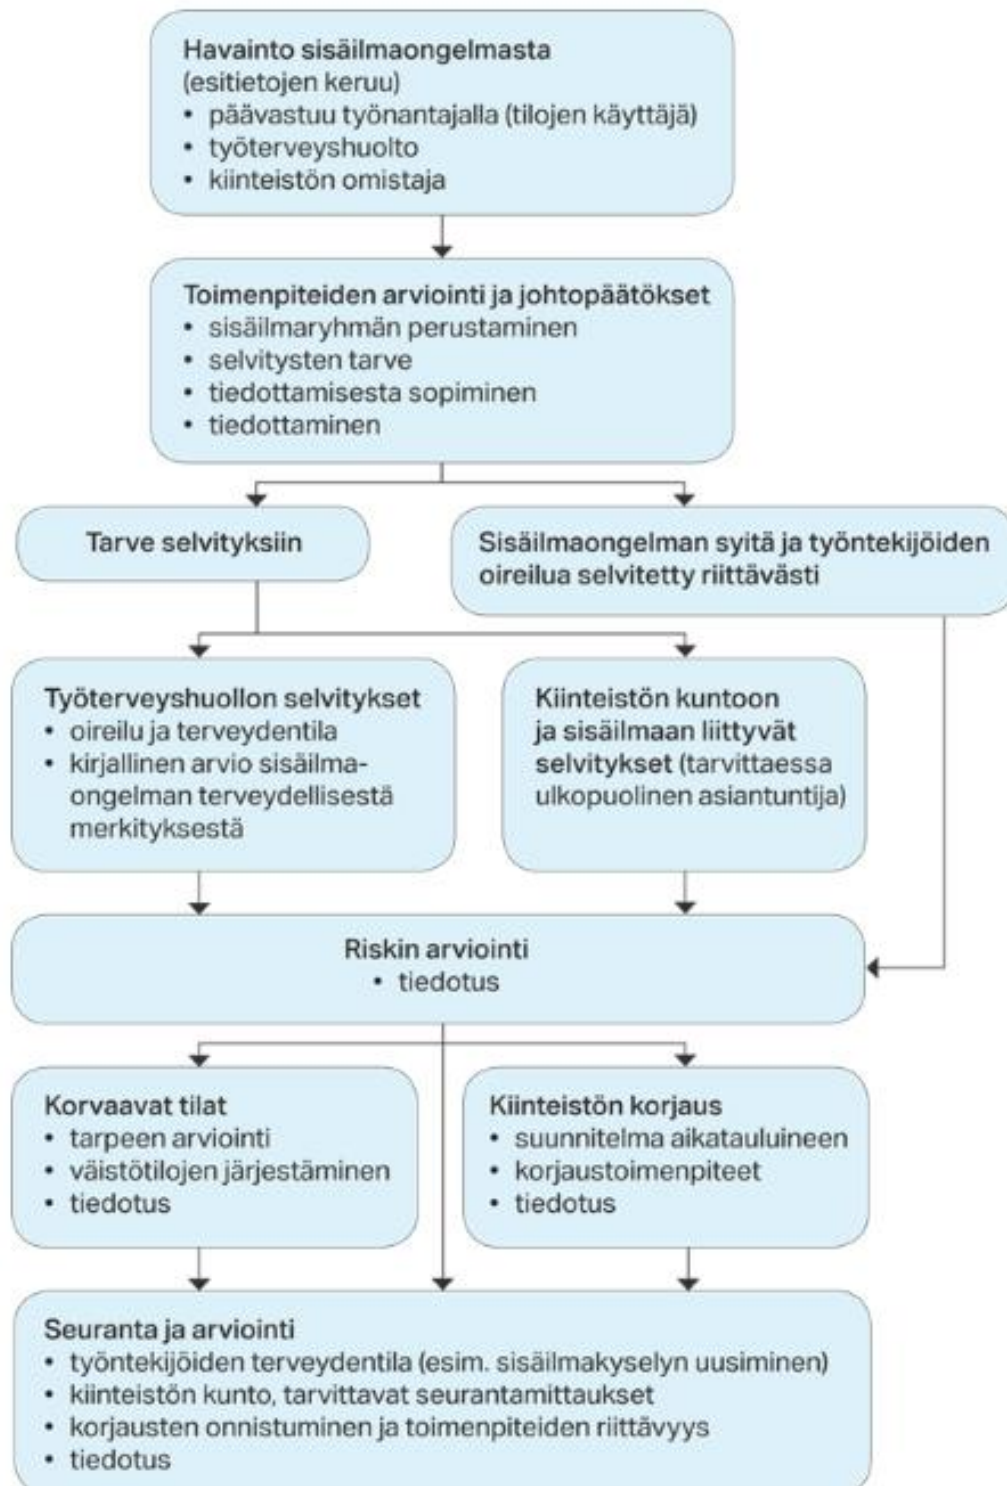 Havainto sisäilmaongelmasta
(esitietojen keruu)
• päävastuu työnantajalla (tilojen käyttäjä)
• työterveyshuolto
• kiinteistön omistaja
Toimenpiteiden arviointi ja johtopäätökset
• sisäilmaryhmän perustaminen
• selvitysten tarve
• tiedottamisesta sopiminen
• tiedottaminen
Tarve selvityksiin
Sisäilmaongelman syitä ja työntekijöiden
oireilua selvitetty riittävästi
Työterveyshuollon selvitykset
• oireilu ja terveydentila
• kirjallinen arvio sisäilma-
ongelman terveydellisestä
merkityksestä
Kiinteistön kuntoon
ja sisäilmaan liittyvät
selvitykset (tarvittaessa
ulkopuolinen asiantuntija)
Riskin arviointi
• tiedotus
Korvaavat tilat
• tarpeen arviointi
• väistötilojen järjestäminen
• tiedotus
Kiinteistön korjaus
• suunnitelma aikatauluineen
• korjaustoimenpiteet
• tiedotus
Seuranta ja arviointi
• työntekijöiden terveydentila (esim. sisäilmakyselyn uusiminen)
• kiinteistön kunto, tarvittavat seurantamittaukset
• korjausten onnistuminen ja toimenpiteiden riittävyys
• tiedotus